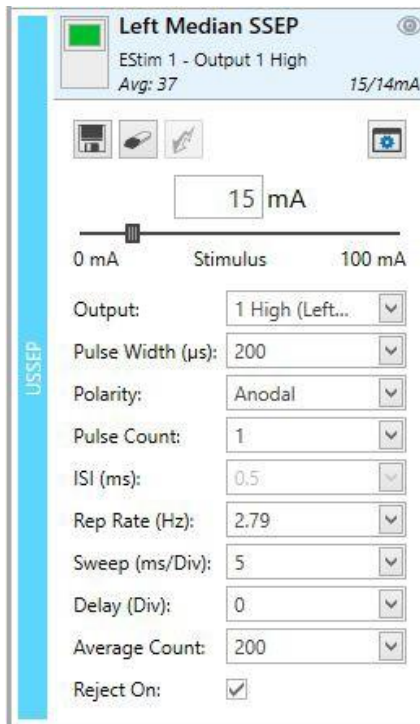 Left Median SSEP
EStim 1 - Output 1 High
Avg: 37 15/14mA
15 mA
0 mA Stimulus 100 mA
Output: 1 High (Left...
Pulse Width (µs): 200
Polarity: Anodal
Pulse Count: 1
ISI (ms): 0.5
Rep Rate (Hz): 2.79
Sweep (ms/Div): 5
Delay (Div): 0
Average Count: 200
Reject On:
USSEP